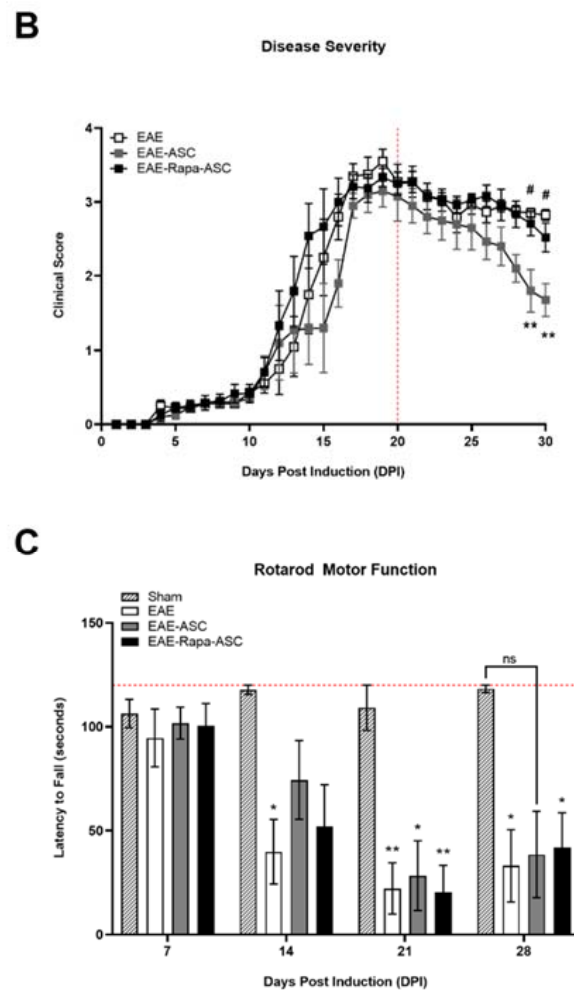 B
Disease Severity
EAE
EAE-ASC
EAE-Rapa-ASC
4
3
2
1
0
Clinical Score
# #
**
**
0 5 10 15 20 25 30
Days Post Induction (DPI)
C
Rotarod Motor Function
Sham
EAE
EAE-ASC
EAE-Rapa-ASC
150
100
50
0
Latency to Fall (seconds)
ns
*
** * **
* *
7 14 21 28
Days Post Induction (DPI)